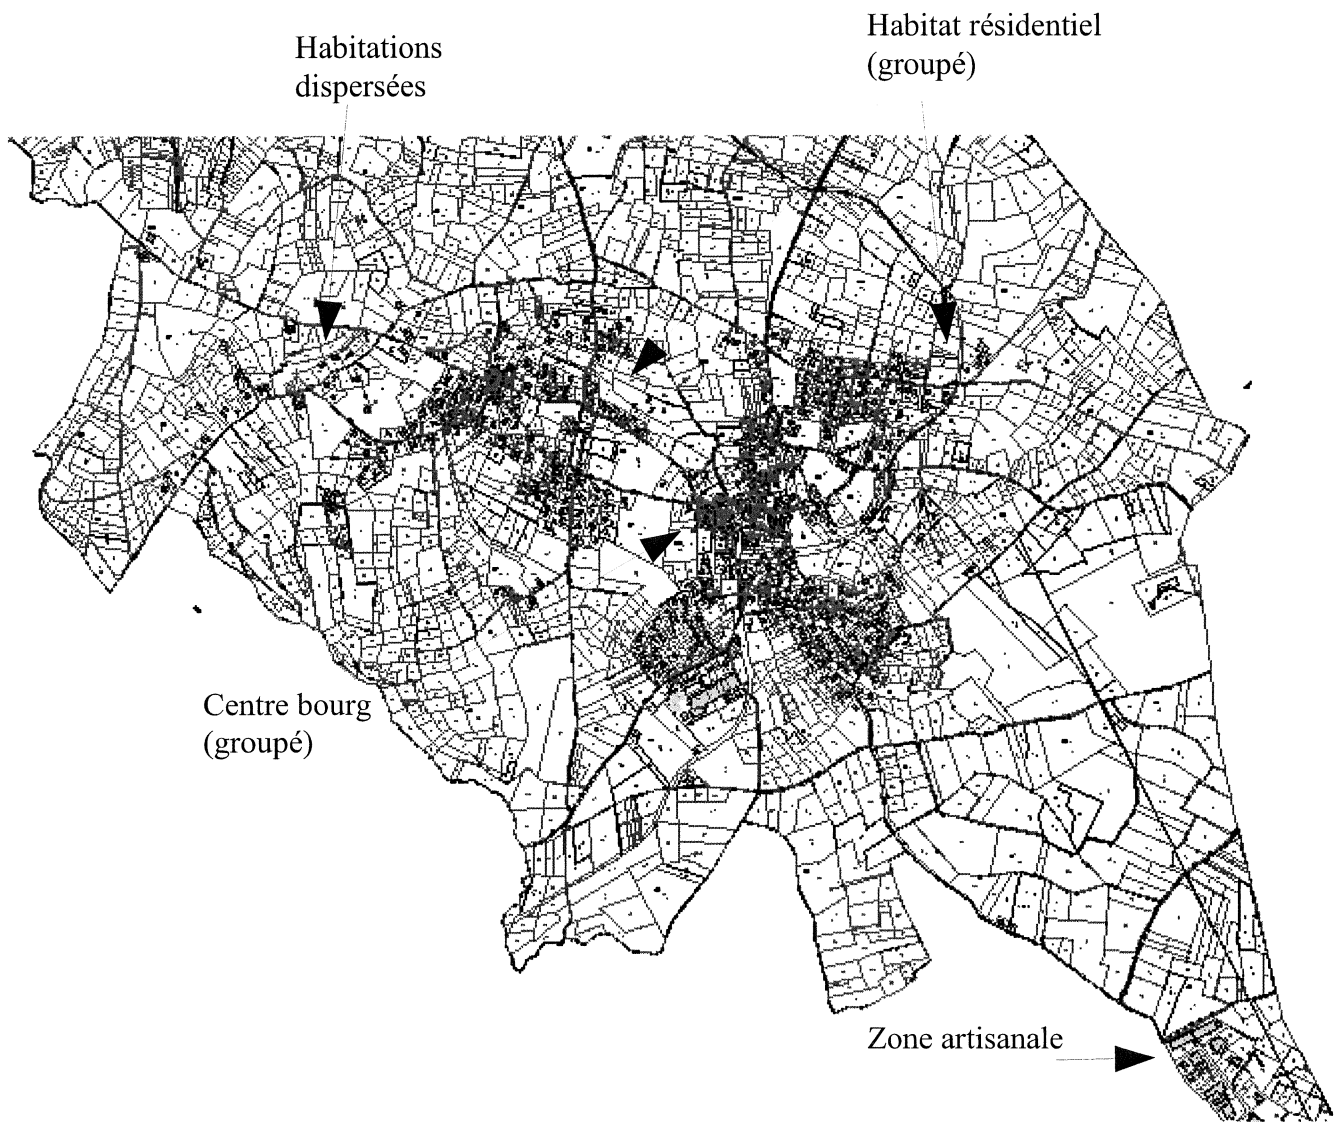 Habitations
dispersées
Habitat résidentiel
(groupé)
Centre bourg
(groupé)
Zone artisanale